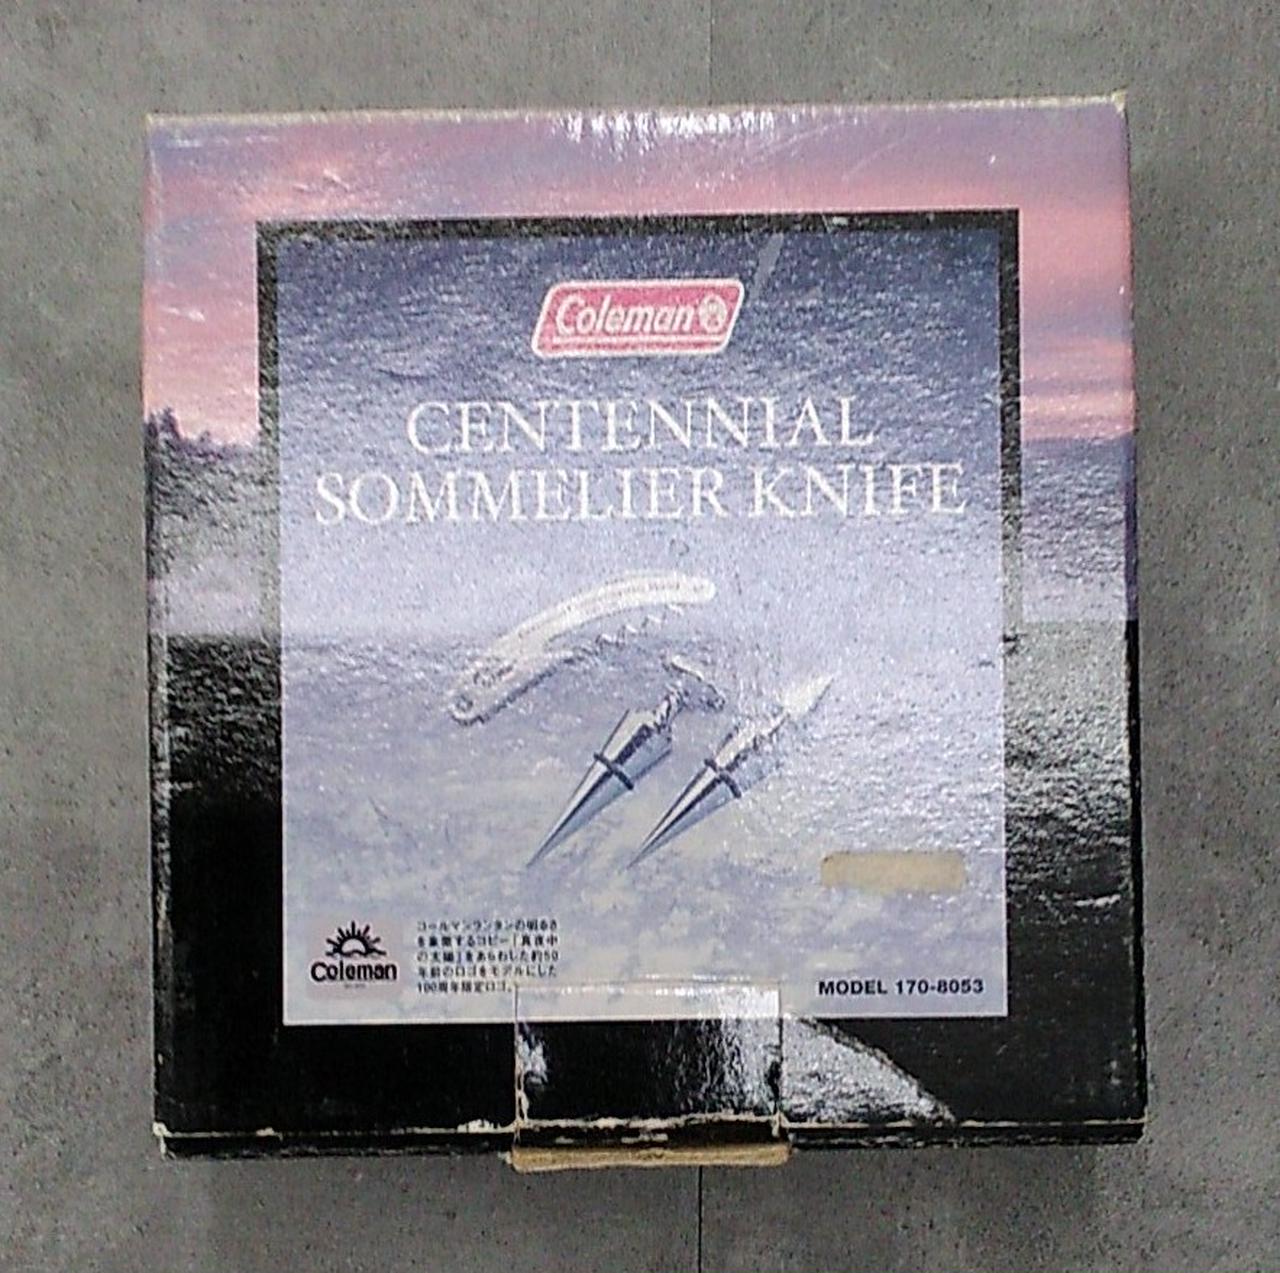 Coleman
CENTENNIAL
SOMMELIER KNIFE
Coleman
コールマンランタンの明るさ
を象徴するコピー「真夜中
の太陽」をあらわした約50
年前のロゴをモデルにした
100周年限定ロゴ。
MODEL 170-8053